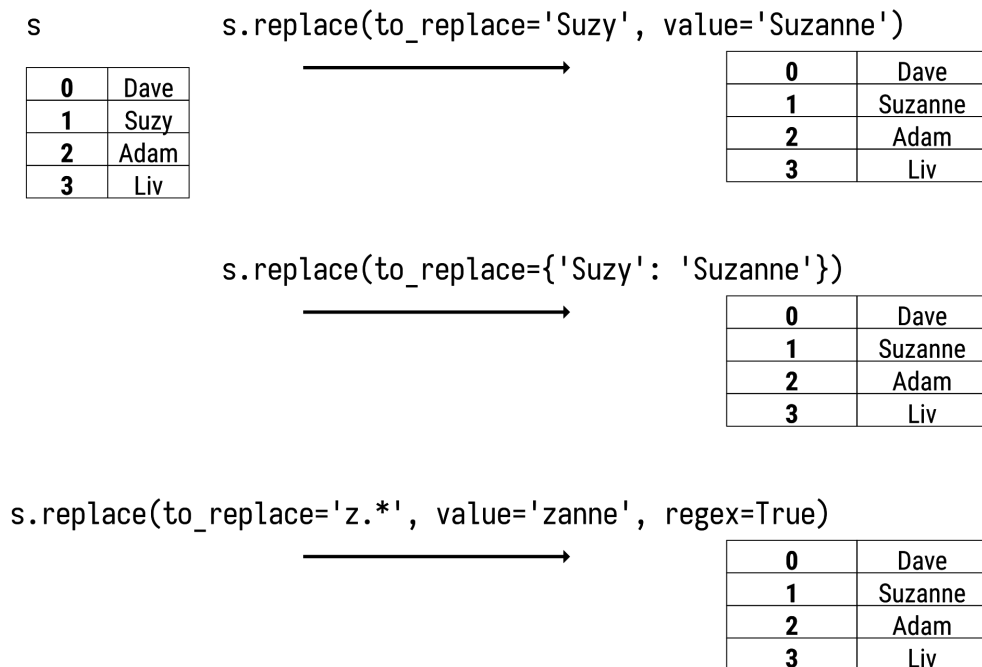 s
s.replace(to_replace='Suzy', value='Suzanne')
0 Dave
1 Suzy
2 Adam
3 Liv
0 Dave
1 Suzanne
2 Adam
3 Liv
s.replace(to_replace={'Suzy': 'Suzanne'})
0 Dave
1 Suzanne
2 Adam
3 Liv
s.replace(to_replace='z.*', value='zanne', regex=True)
0 Dave
1 Suzanne
2 Adam
3 Liv